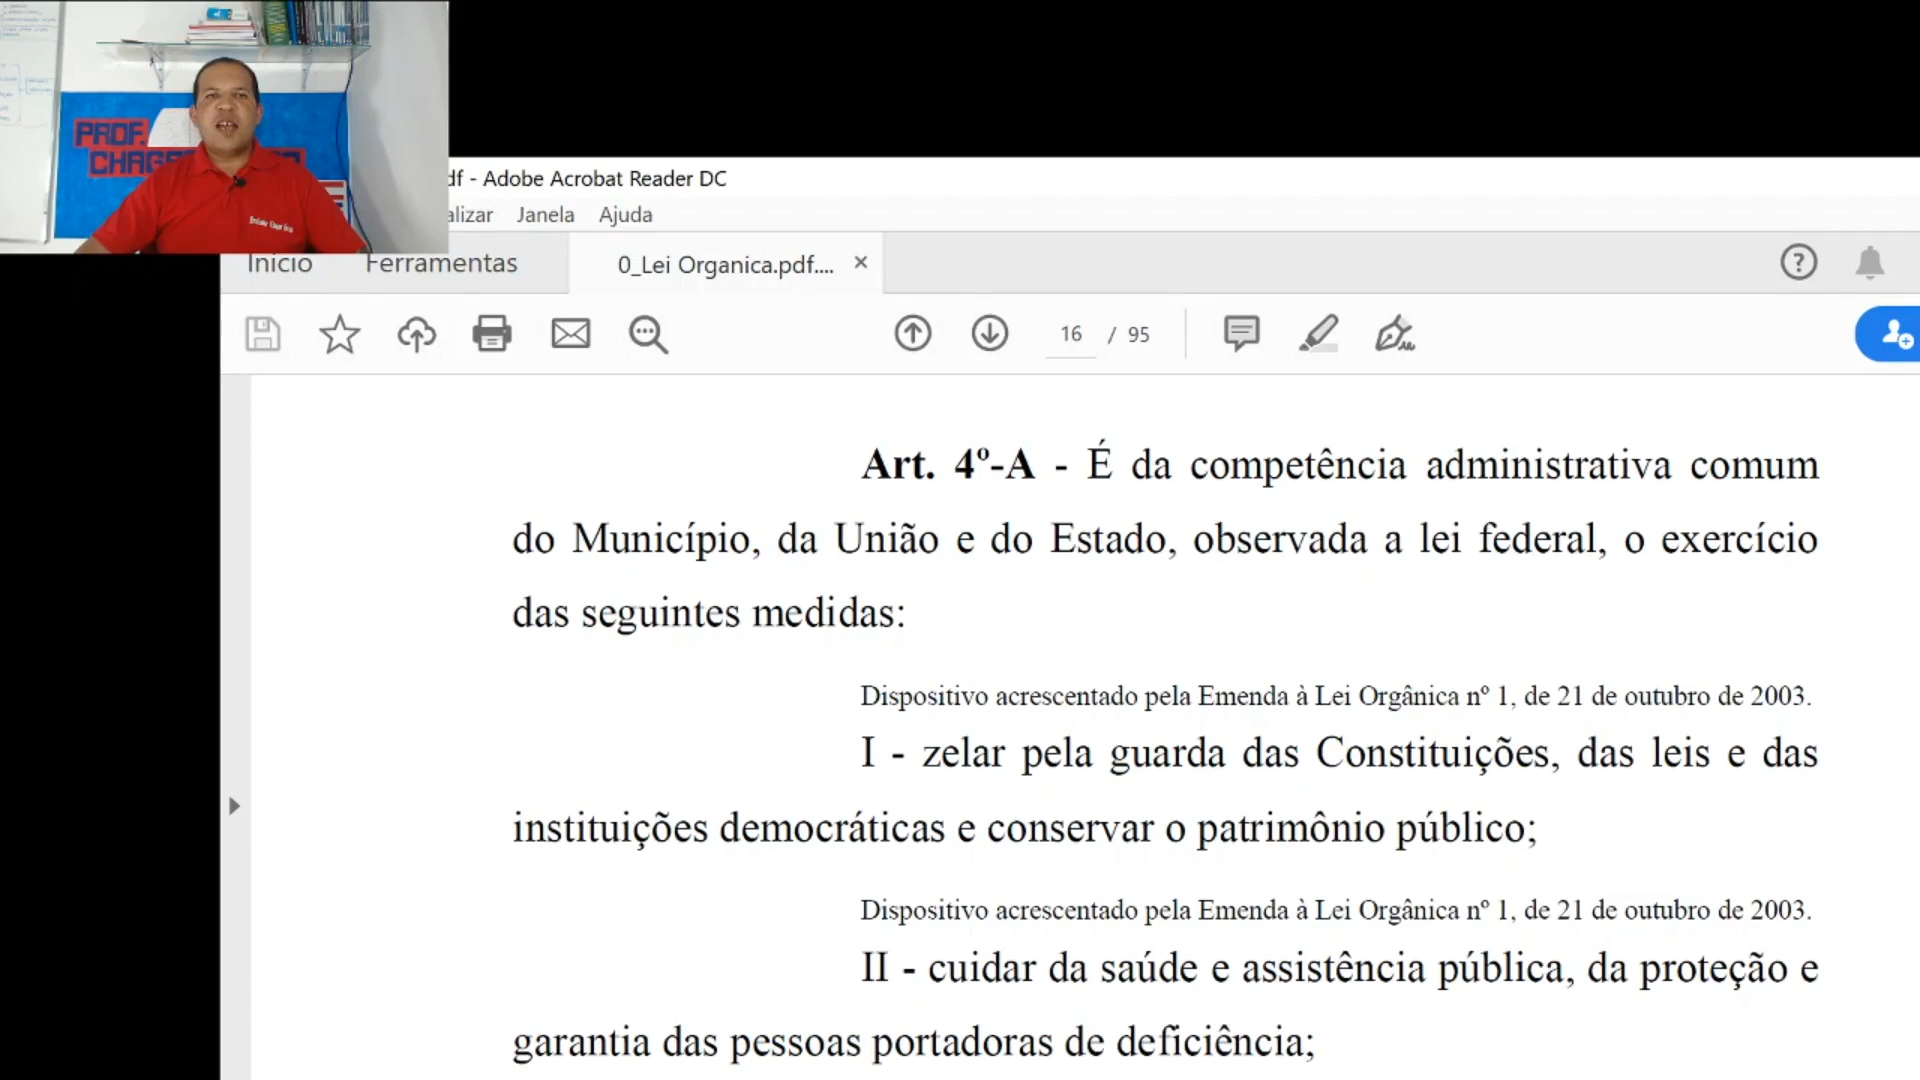 PROF.
df - Adobe Acrobat Reader DC
alizar Janela Ajuda
Início Ferramentas 0_Lei Organica.pdf.... ×
16 / 95
Art. 4º-A - É da competência administrativa comum
do Município, da União e do Estado, observada a lei federal, o exercício
das seguintes medidas:
Dispositivo acrescentado pela Emenda à Lei Orgânica nº 1, de 21 de outubro de 2003.
I - zelar pela guarda das Constituições, das leis e das
instituições democráticas e conservar o patrimônio público;
Dispositivo acrescentado pela Emenda à Lei Orgânica nº 1, de 21 de outubro de 2003.
II - cuidar da saúde e assistência pública, da proteção e
garantia das pessoas portadoras de deficiência;